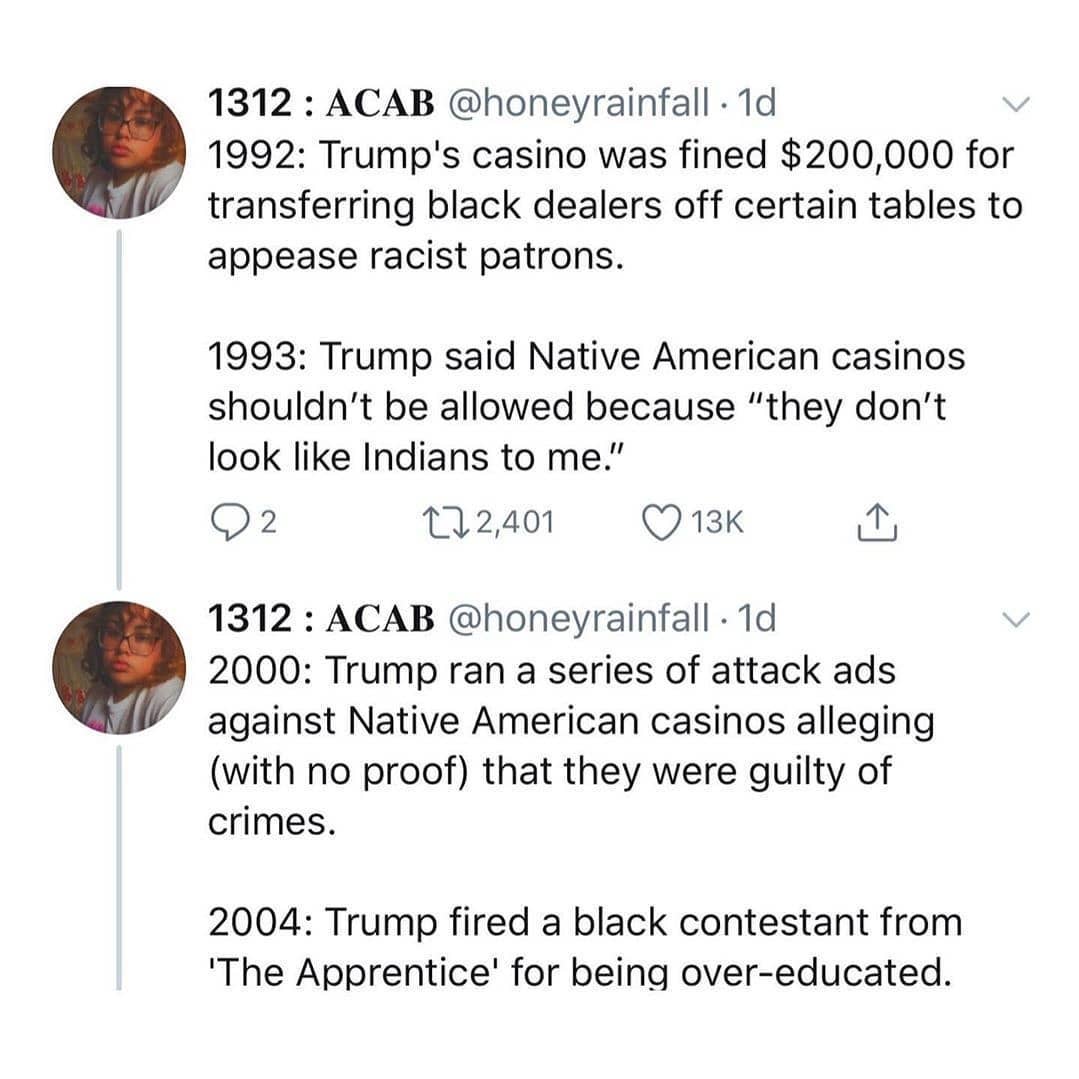 1312 : ACAB @honeyrainfall · 1d
1992: Trump's casino was fined $200,000 for
transferring black dealers off certain tables to
appease racist patrons.
1993: Trump said Native American casinos
shouldn’t be allowed because “they don’t
look like Indians to me.”
2 2,401 13K
1312 : ACAB @honeyrainfall · 1d
2000: Trump ran a series of attack ads
against Native American casinos alleging
(with no proof) that they were guilty of
crimes.
2004: Trump fired a black contestant from
'The Apprentice' for being over-educated.